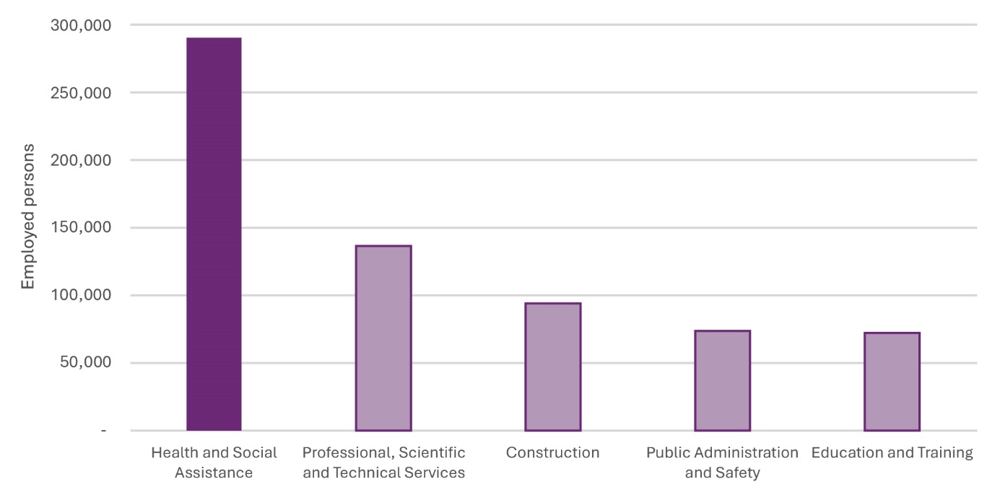 300,000
250,000
200,000
150,000
100,000
50,000
-
Employed persons
Health and Social
Assistance
Professional, Scientific
and Technical Services
Construction
Public Administration
and Safety
Education and Training